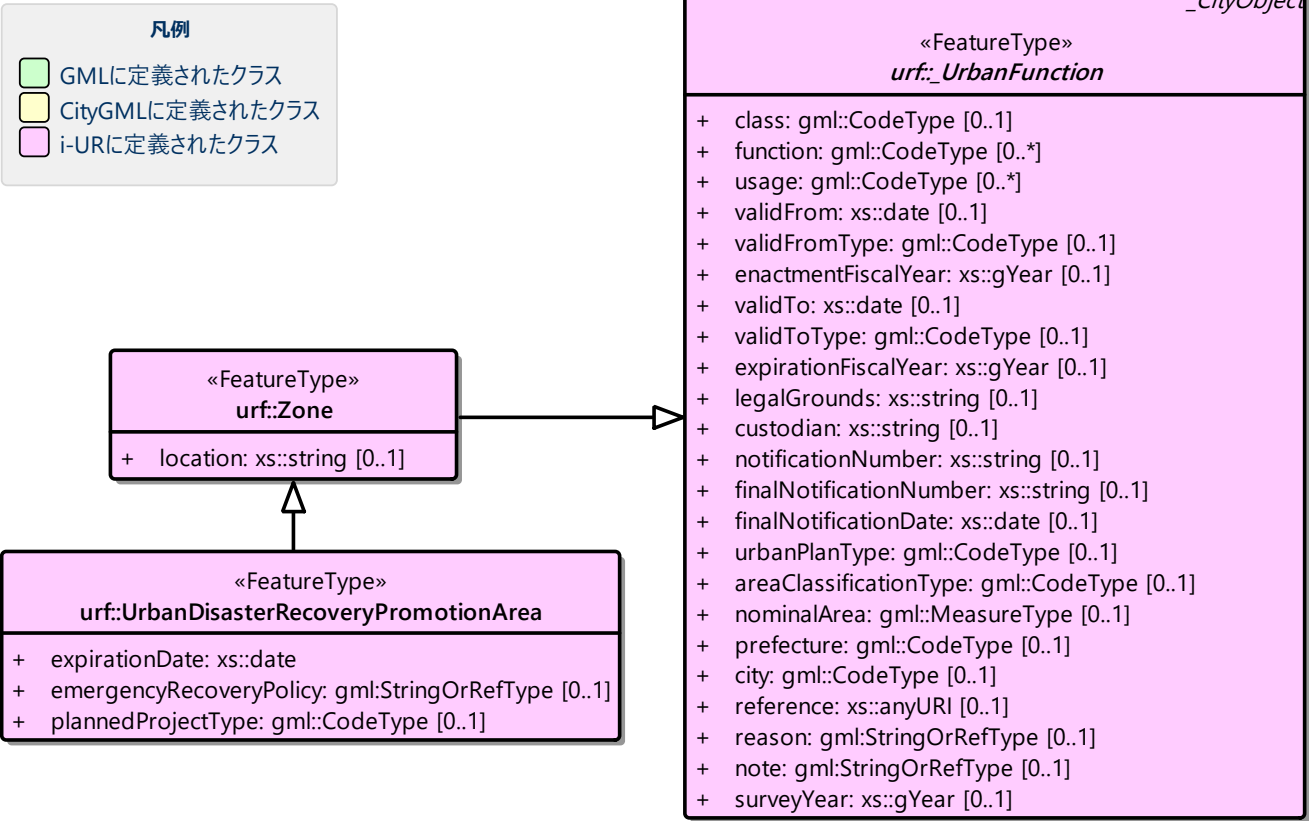 凡例
GMLに定義されたクラス
CityGMLに定義されたクラス
i-URに定義されたクラス
_CityObject
«FeatureType»
urf::_UrbanFunction
+ class: gml::CodeType [0..1]
+ function: gml::CodeType [0..*]
+ usage: gml::CodeType [0..*]
+ validFrom: xs::date [0..1]
+ validFromType: gml::CodeType [0..1]
+ enactmentFiscalYear: xs::gYear [0..1]
+ validTo: xs::date [0..1]
+ validToType: gml::CodeType [0..1]
+ expirationFiscalYear: xs::gYear [0..1]
+ legalGrounds: xs::string [0..1]
+ custodian: xs::string [0..1]
+ notificationNumber: xs::string [0..1]
+ finalNotificationNumber: xs::string [0..1]
+ finalNotificationDate: xs::date [0..1]
+ urbanPlanType: gml::CodeType [0..1]
+ areaClassificationType: gml::CodeType [0..1]
+ nominalArea: gml::MeasureType [0..1]
+ prefecture: gml::CodeType [0..1]
+ city: gml::CodeType [0..1]
+ reference: xs::anyURI [0..1]
+ reason: gml:StringOrRefType [0..1]
+ note: gml:StringOrRefType [0..1]
+ surveyYear: xs::gYear [0..1]
«FeatureType»
urf::Zone
+ location: xs::string [0..1]
«FeatureType»
urf::UrbanDisasterRecoveryPromotionArea
+ expirationDate: xs::date
+ emergencyRecoveryPolicy: gml:StringOrRefType [0..1]
+ plannedProjectType: gml::CodeType [0..1]